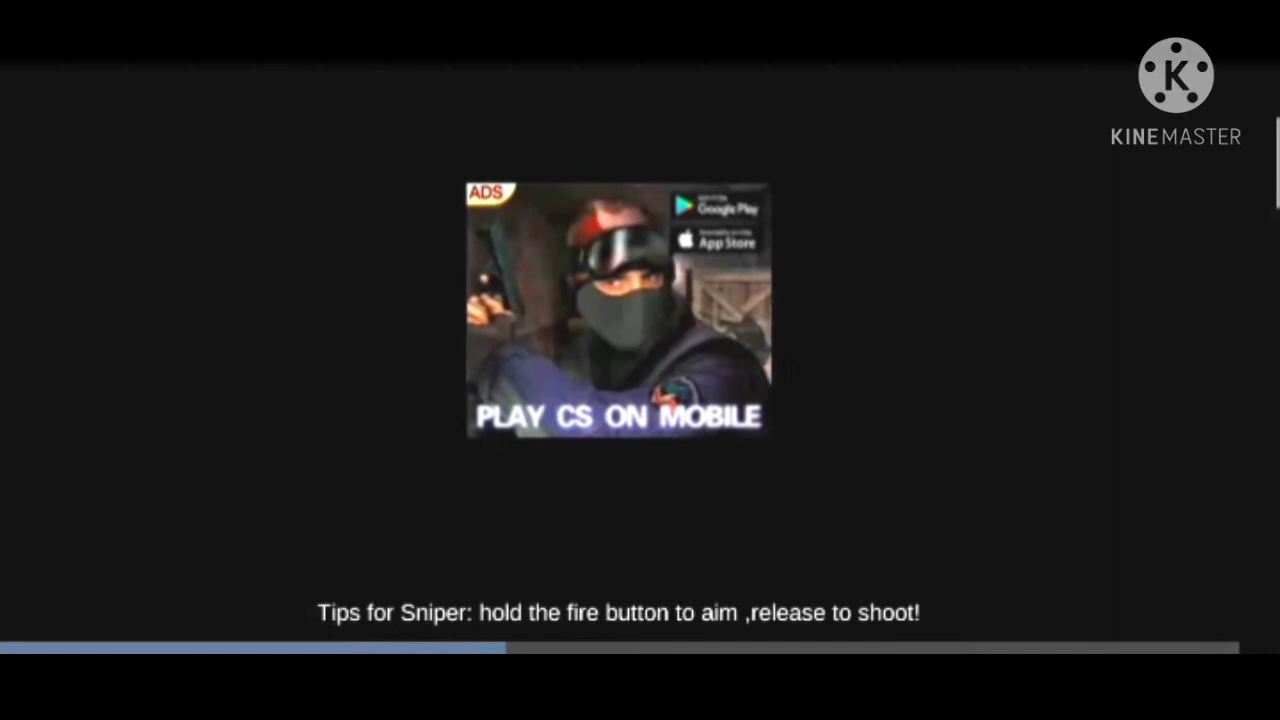 KINEMASTER
ADS
Google Play
App Store
PLAY CS ON MOBILE
Tips for Sniper: hold the fire button to aim ,release to shoot!